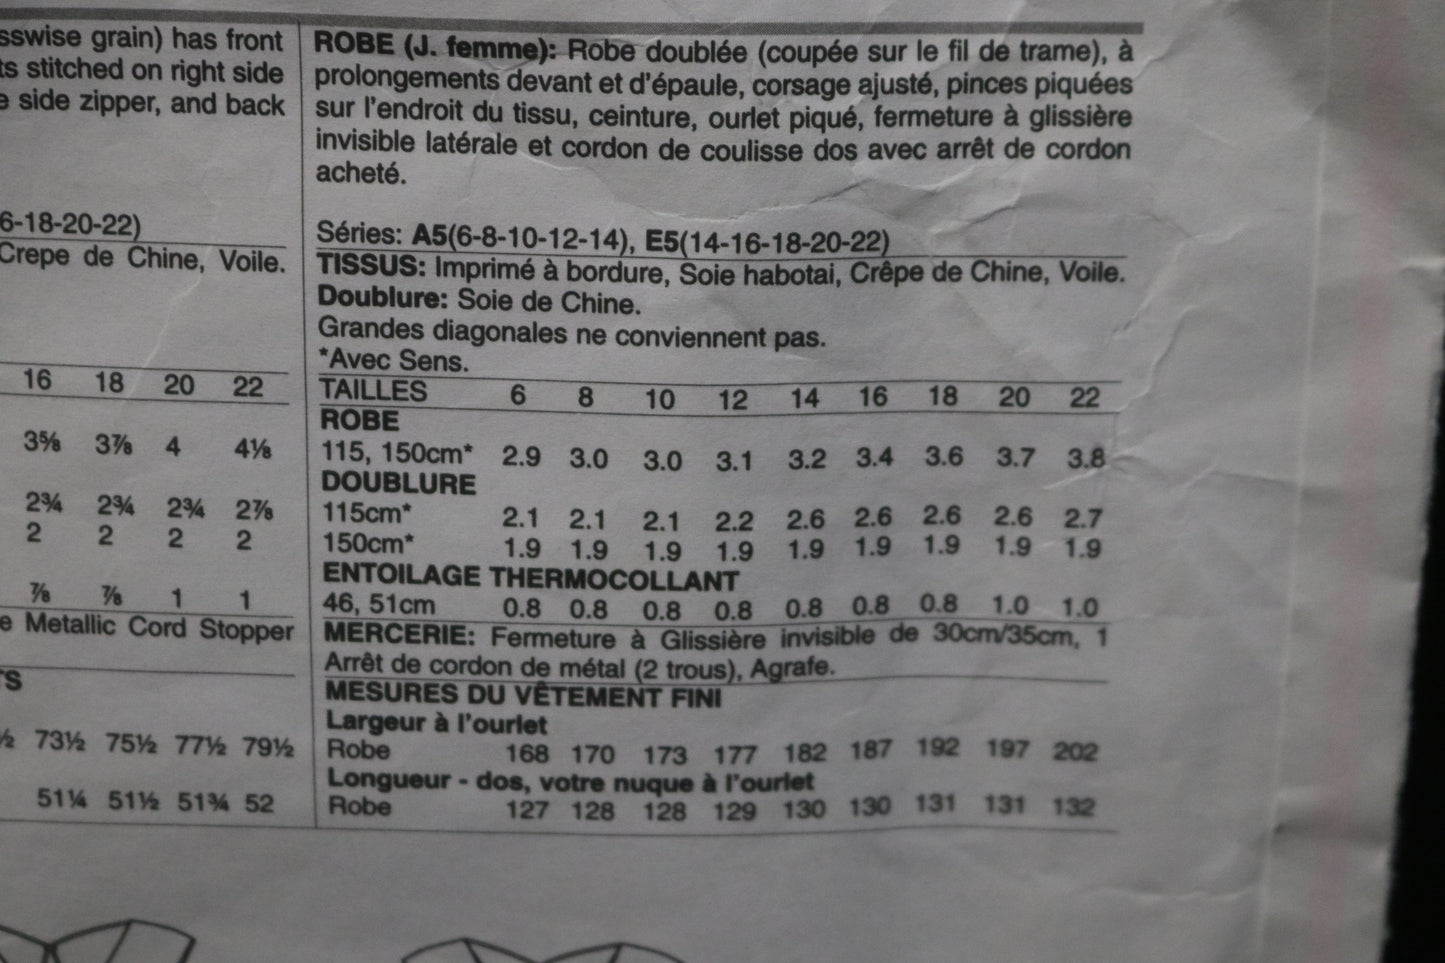 sswise grain) has front
ts stitched on right side
e side zipper, and back
6-18-20-22)
Crepe de Chine, Voile.
16 18 20 22
3⅝ 3⅞ 4 4⅛
2¾ 2¾ 2¾ 2⅞
2 2 2 2
⅞ ⅞ 1 1
e Metallic Cord Stopper
TS
½ 73½ 75½ 77½ 79½
51¼ 51½ 51¾ 52
ROBE (J. femme): Robe doublée (coupée sur le fil de trame), à
prolongements devant et d'épaule, corsage ajusté, pinces piquées
sur l'endroit du tissu, ceinture, ourlet piqué, fermeture à glissière
invisible latérale et cordon de coulisse dos avec arrêt de cordon
acheté.
Séries: A5(6-8-10-12-14), E5(14-16-18-20-22)
TISSUS: Imprimé à bordure, Soie habotai, Crêpe de Chine, Voile.
Doublure: Soie de Chine.
Grandes diagonales ne conviennent pas.
*Avec Sens.
TAILLES 6 8 10 12 14 16 18 20 22
ROBE
115, 150cm* 2.9 3.0 3.0 3.1 3.2 3.4 3.6 3.7 3.8
DOUBLURE
115cm* 2.1 2.1 2.1 2.2 2.6 2.6 2.6 2.6 2.7
150cm* 1.9 1.9 1.9 1.9 1.9 1.9 1.9 1.9 1.9
ENTOILAGE THERMOCOLLANT
46, 51cm 0.8 0.8 0.8 0.8 0.8 0.8 0.8 1.0 1.0
MERCERIE: Fermeture à Glissière invisible de 30cm/35cm, 1
Arrêt de cordon de métal (2 trous), Agrafe.
MESURES DU VÊTEMENT FINI
Largeur à l'ourlet
Robe 168 170 173 177 182 187 192 197 202
Longueur - dos, votre nuque à l'ourlet
Robe 127 128 128 129 130 130 131 131 132